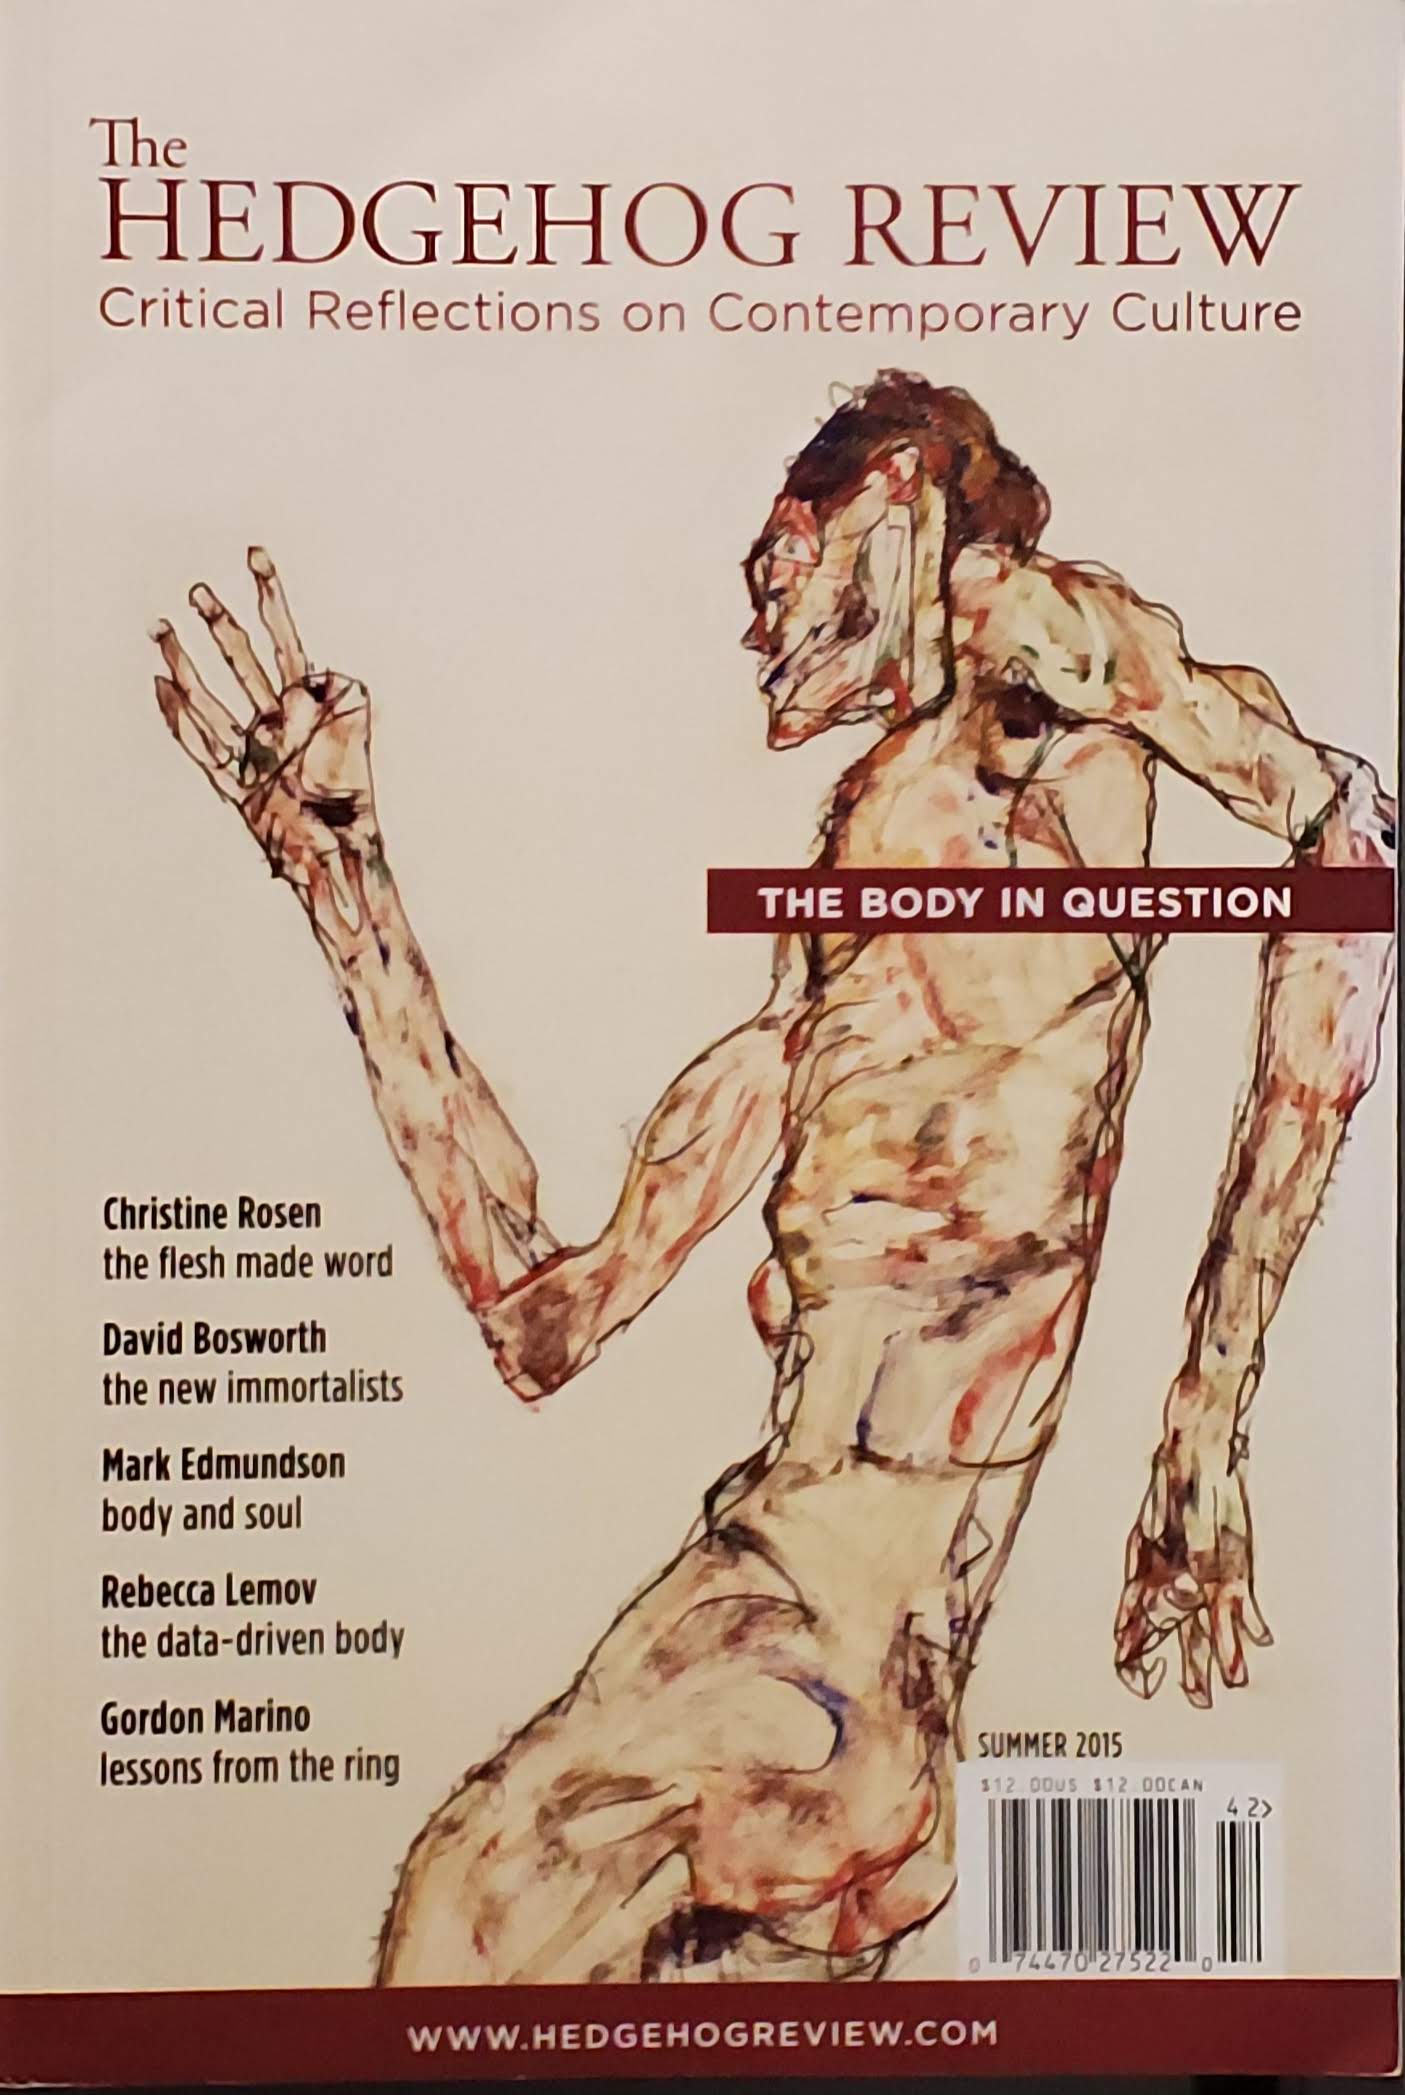 The
HEDGEHOG REVIEW
Critical Reflections on Contemporary Culture
THE BODY IN QUESTION
Christine Rosen
the flesh made word
David Bosworth
the new immortalists
Mark Edmundson
body and soul
Rebecca Lemov
the data-driven body
Gordon Marino
lessons from the ring
SUMMER 2015
$12.00US $12.00CAN
42>
0 74470 27522 0
WWW.HEDGEHOGREVIEW.COM